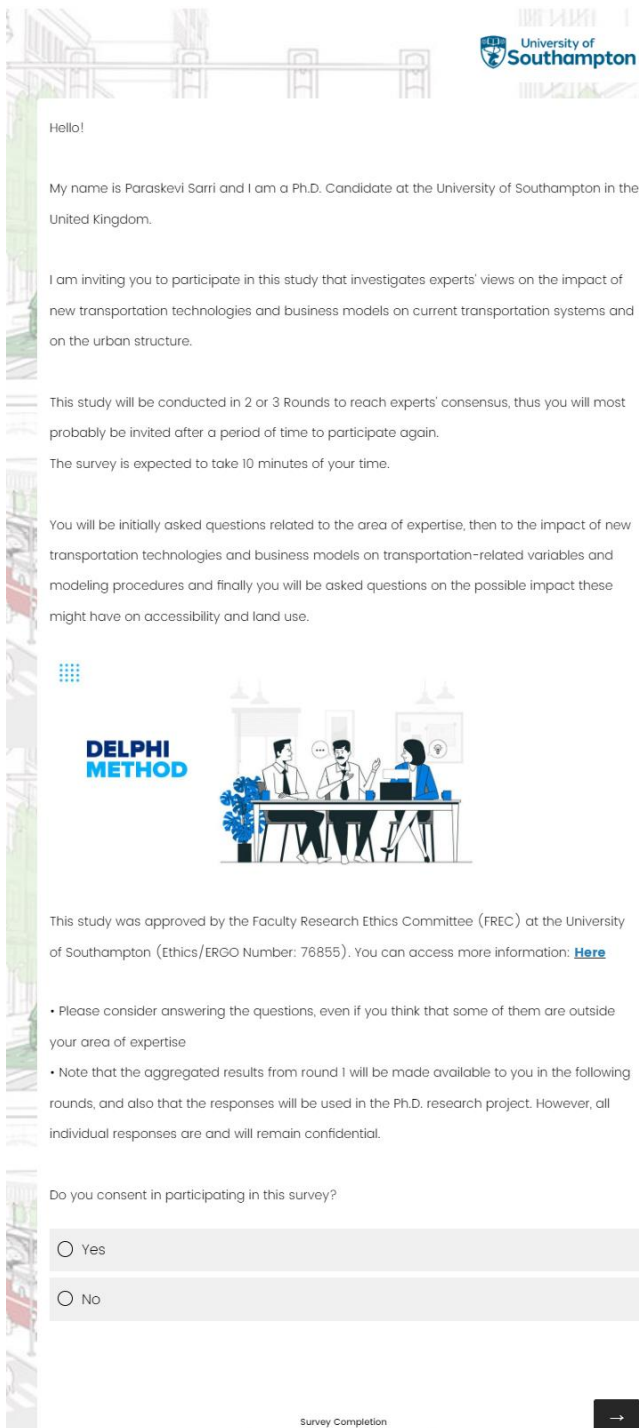 University of
Southampton
Hello!
My name is Paraskevi Sarri and I am a Ph.D. Candidate at the University of Southampton in the
United Kingdom.
I am inviting you to participate in this study that investigates experts' views on the impact of
new transportation technologies and business models on current transportation systems and
on the urban structure.
This study will be conducted in 2 or 3 Rounds to reach experts' consensus, thus you will most
probably be invited after a period of time to participate again.
The survey is expected to take 10 minutes of your time.
You will be initially asked questions related to the area of expertise, then to the impact of new
transportation technologies and business models on transportation-related variables and
modeling procedures and finally you will be asked questions on the possible impact these
might have on accessibility and land use.
DELPHI
METHOD
This study was approved by the Faculty Research Ethics Committee (FREC) at the University
of Southampton (Ethics/ERGO Number: 76855). You can access more information: Here
• Please consider answering the questions, even if you think that some of them are outside
your area of expertise
• Note that the aggregated results from round 1 will be made available to you in the following
rounds, and also that the responses will be used in the Ph.D. research project. However, all
individual responses are and will remain confidential.
Do you consent in participating in this survey?
Yes
No
Survey Completion
→